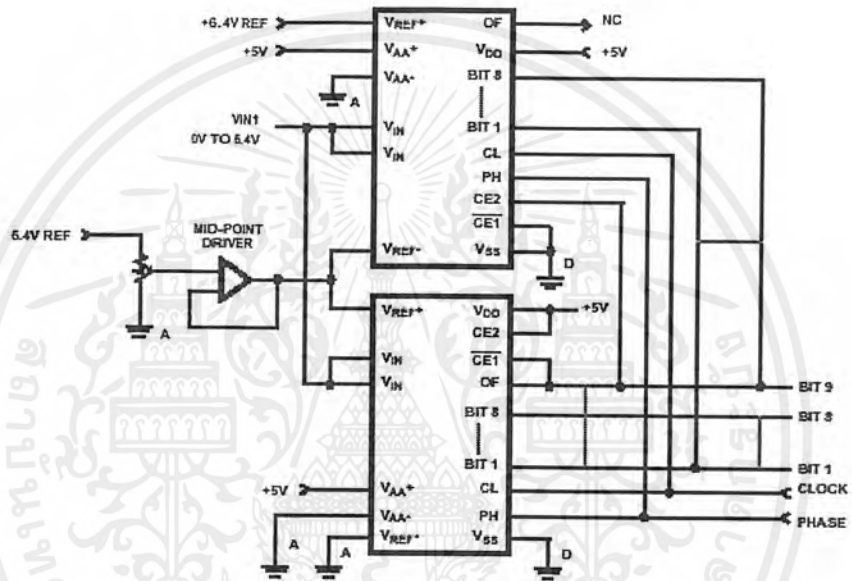 +6.4V REF
+5V
A
VIN1
0V TO 6.4V
6.4V REF
MID-POINT
DRIVER
A
+5V
A
A
VREF+
VAA+
VAA-
VIN
VIN
VREF-
OF
VDD
BIT 8
BIT 1
CL
PH
CE2
CE1
VSS
NC
+5V
D
VREF+
VIN
VIN
VAA+
VAA-
VREF-
VDD
CE2
CE1
OF
BIT 8
BIT 1
CL
PH
VSS
+5V
D
BIT 9
BIT 8
BIT 1
CLOCK
PHASE